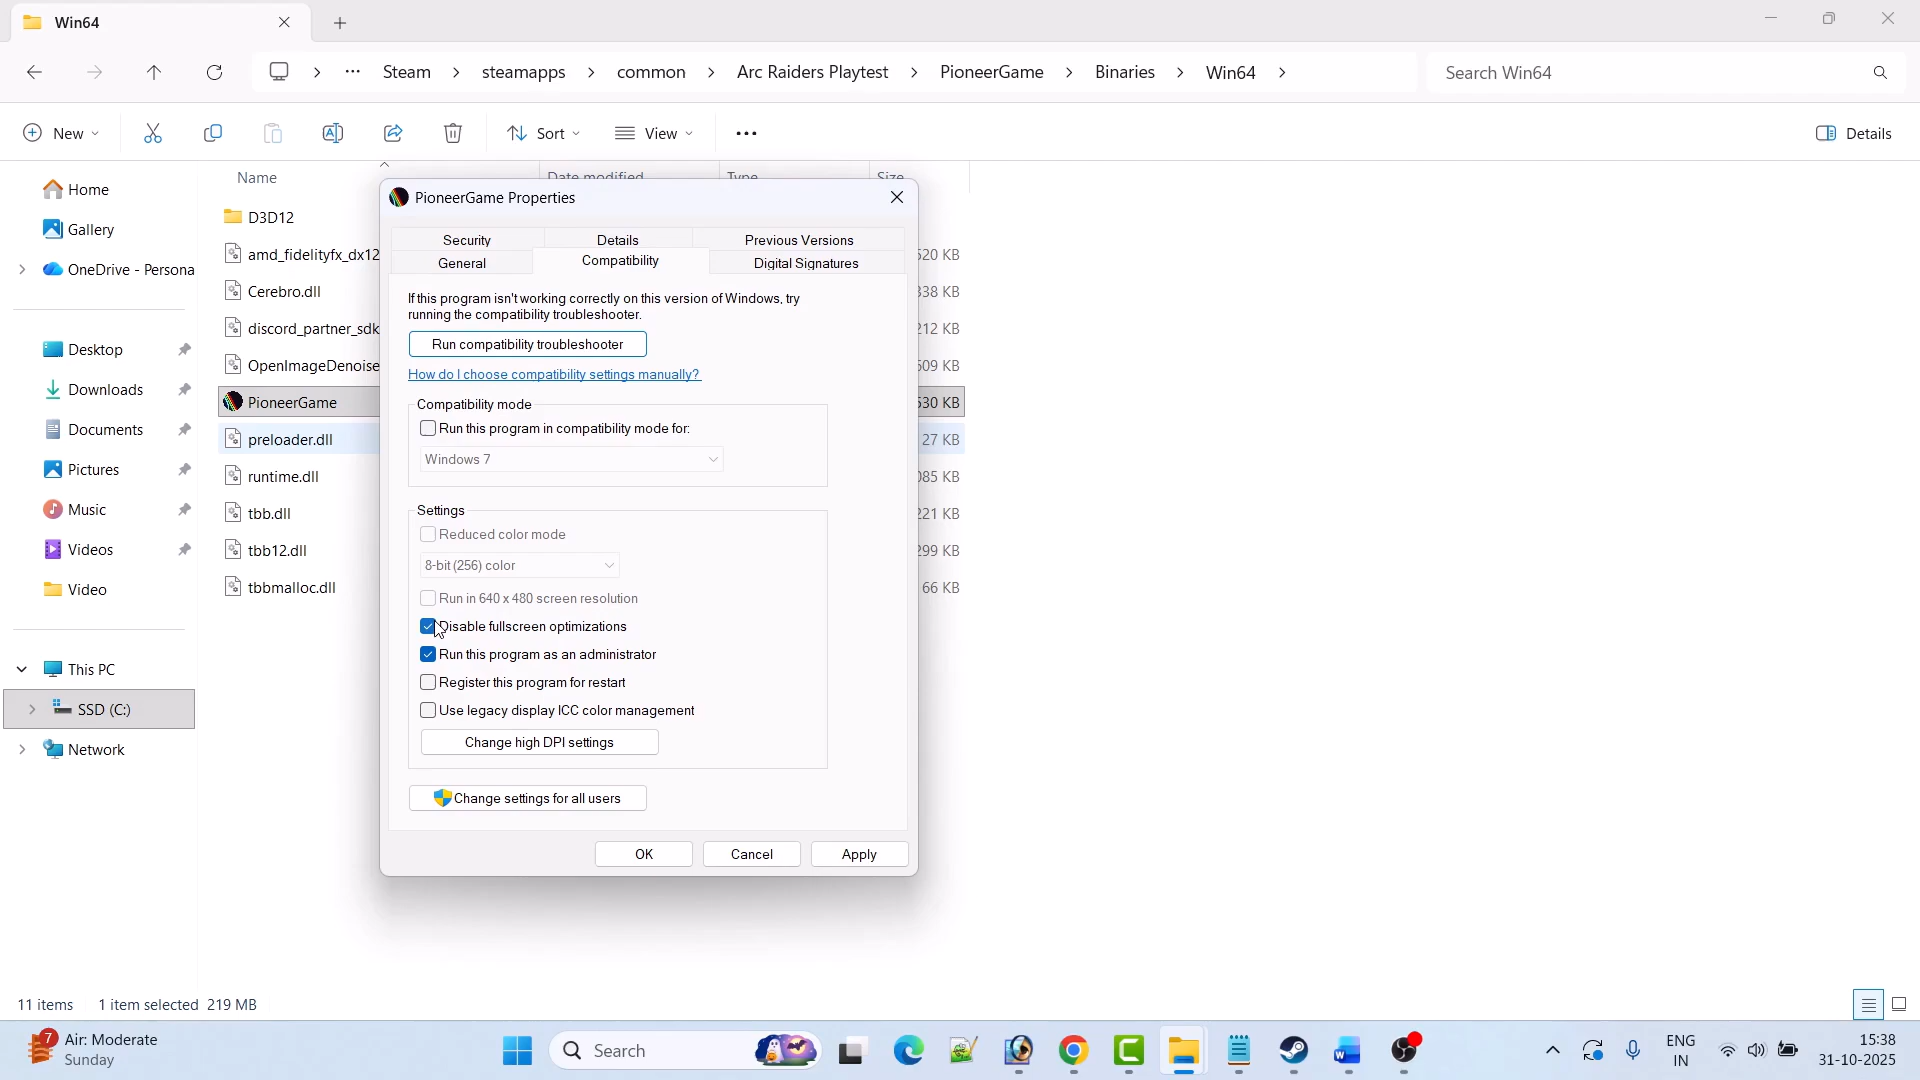 Win64
Steam
steamapps
common
Arc Raiders Playtest
PioneerGame
Binaries
Win64
Search Win64
New
Sort
View
Details
Home
Gallery
OneDrive - Persona
Desktop
Downloads
Documents
Pictures
Music
Videos
Video
This PC
SSD (C:)
Network
Name
Date modified
Type
Size
D3D12
amd_fidelityfx_dx12
520 KB
Cerebro.dll
338 KB
discord_partner_sdk
212 KB
OpenImageDenoise
509 KB
PioneerGame
530 KB
preloader.dll
27 KB
runtime.dll
085 KB
tbb.dll
221 KB
tbb12.dll
299 KB
tbbmalloc.dll
66 KB
PioneerGame Properties
Security
Details
Previous Versions
General
Compatibility
Digital Signatures
If this program isn't working correctly on this version of Windows, try
running the compatibility troubleshooter.
Run compatibility troubleshooter
How do I choose compatibility settings manually?
Compatibility mode
Run this program in compatibility mode for:
Windows 7
Settings
Reduced color mode
8-bit (256) color
Run in 640 x 480 screen resolution
Disable fullscreen optimizations
Run this program as an administrator
Register this program for restart
Use legacy display ICC color management
Change high DPI settings
Change settings for all users
OK
Cancel
Apply
11 items
1 item selected
219 MB
7
Air: Moderate
Sunday
Search
ENG
IN
15:38
31-10-2025